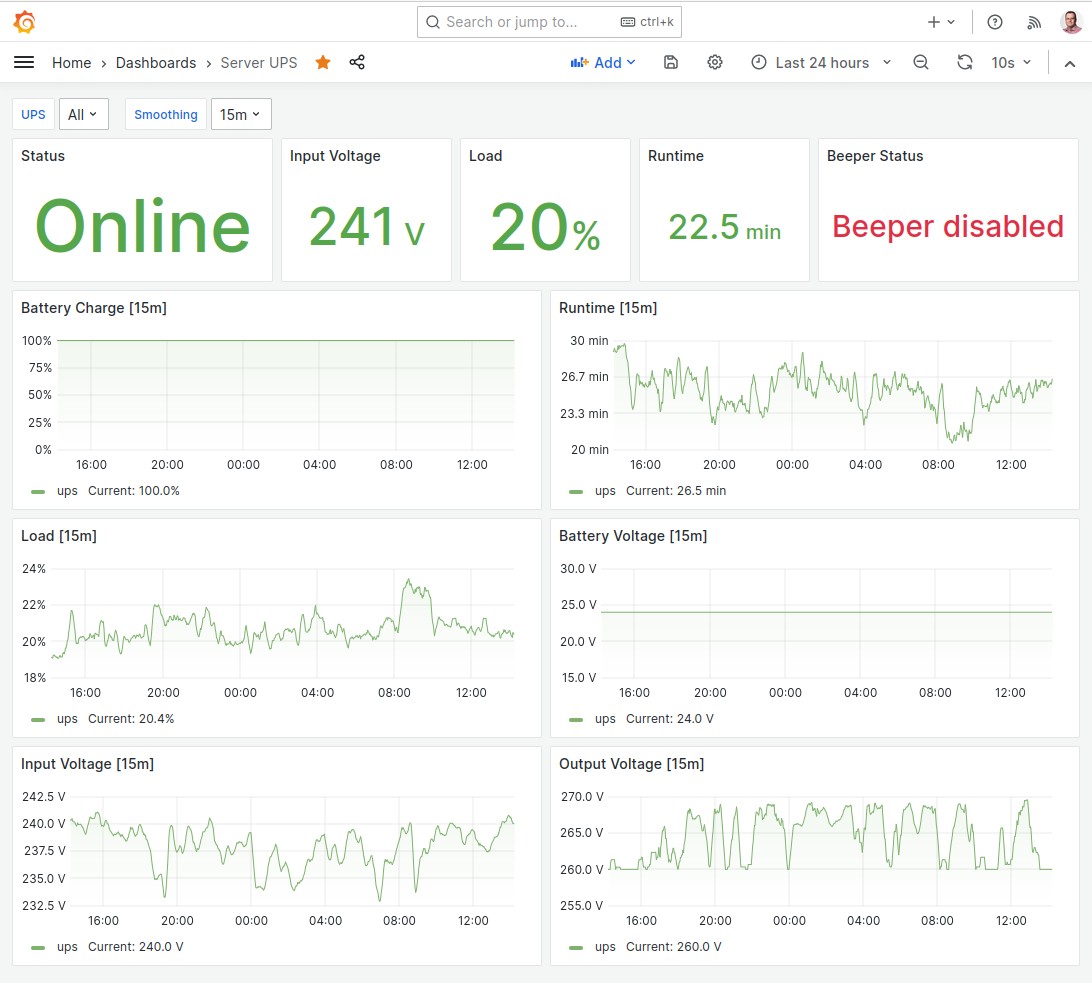 Search or jump to... ctrl+k
Home › Dashboards › Server UPS
Add
Last 24 hours
10s
UPS All Smoothing 15m
Status
Online
Input Voltage
241 V
Load
20%
Runtime
22.5 min
Beeper Status
Beeper disabled
Battery Charge [15m]
100%
75%
50%
25%
0%
16:00 20:00 00:00 04:00 08:00 12:00
ups Current: 100.0%
Runtime [15m]
30 min
26.7 min
23.3 min
20 min
16:00 20:00 00:00 04:00 08:00 12:00
ups Current: 26.5 min
Load [15m]
24%
22%
20%
18%
16:00 20:00 00:00 04:00 08:00 12:00
ups Current: 20.4%
Battery Voltage [15m]
30.0 V
25.0 V
20.0 V
15.0 V
16:00 20:00 00:00 04:00 08:00 12:00
ups Current: 24.0 V
Input Voltage [15m]
242.5 V
240.0 V
237.5 V
235.0 V
232.5 V
16:00 20:00 00:00 04:00 08:00 12:00
ups Current: 240.0 V
Output Voltage [15m]
270.0 V
265.0 V
260.0 V
255.0 V
16:00 20:00 00:00 04:00 08:00 12:00
ups Current: 260.0 V